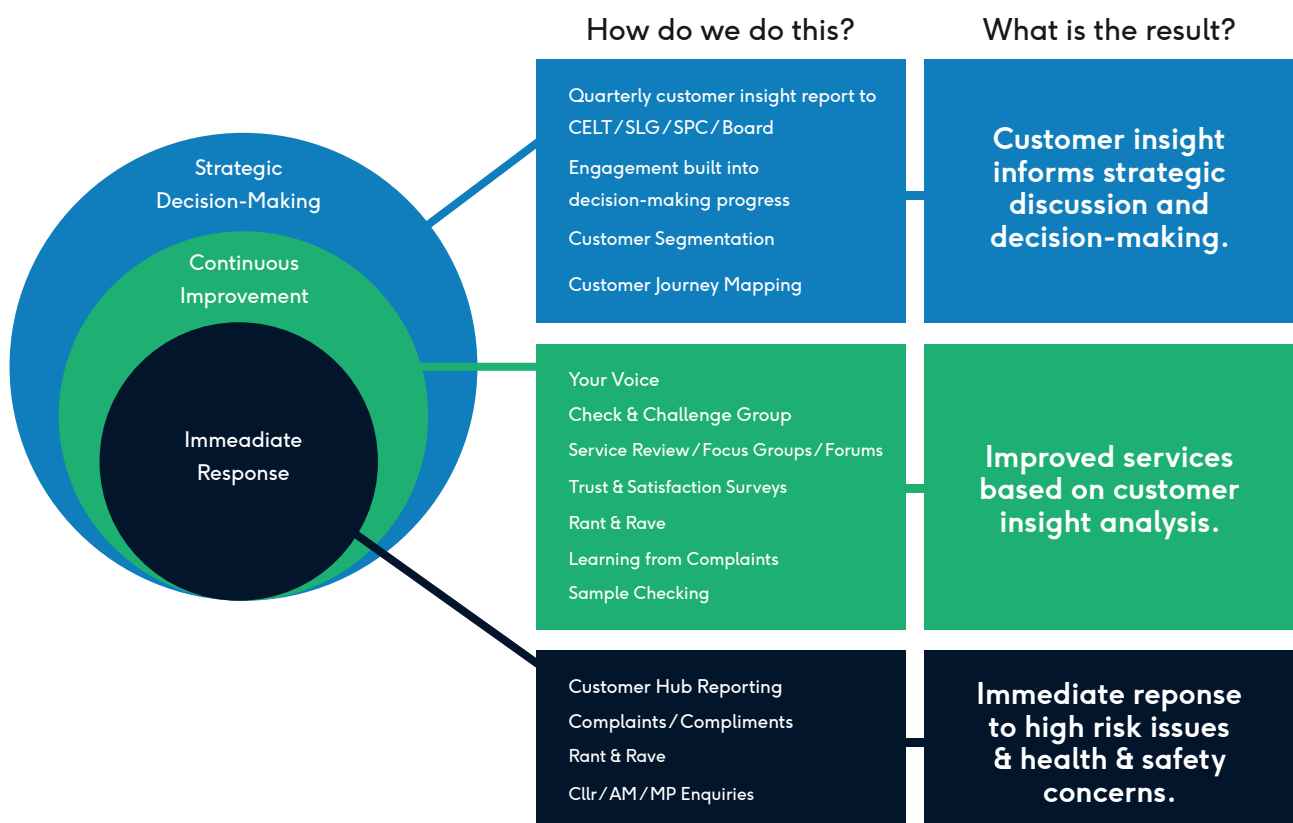 How do we do this?
What is the result?
Strategic
Decision-Making
Continuous
Improvement
Immeadiate
Response
Quarterly customer insight report to
CELT / SLG / SPC / Board
Engagement built into
decision-making progress
Customer Segmentation
Customer Journey Mapping
Customer insight
informs strategic
discussion and
decision-making.
Your Voice
Check & Challenge Group
Service Review / Focus Groups / Forums
Trust & Satisfaction Surveys
Rant & Rave
Learning from Complaints
Sample Checking
Improved services
based on customer
insight analysis.
Customer Hub Reporting
Complaints / Compliments
Rant & Rave
Cllr / AM / MP Enquiries
Immediate reponse
to high risk issues
& health & safety
concerns.